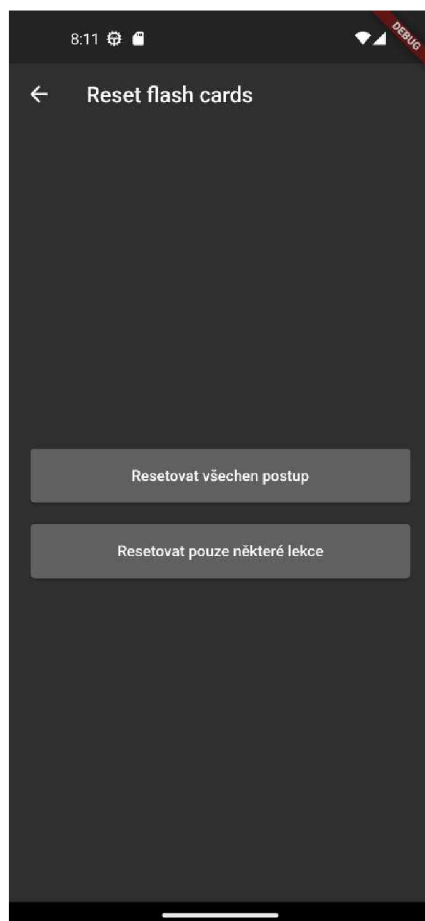 8:11
DEBUG
Reset flash cards
Resetovat všechen postup
Resetovat pouze některé lekce